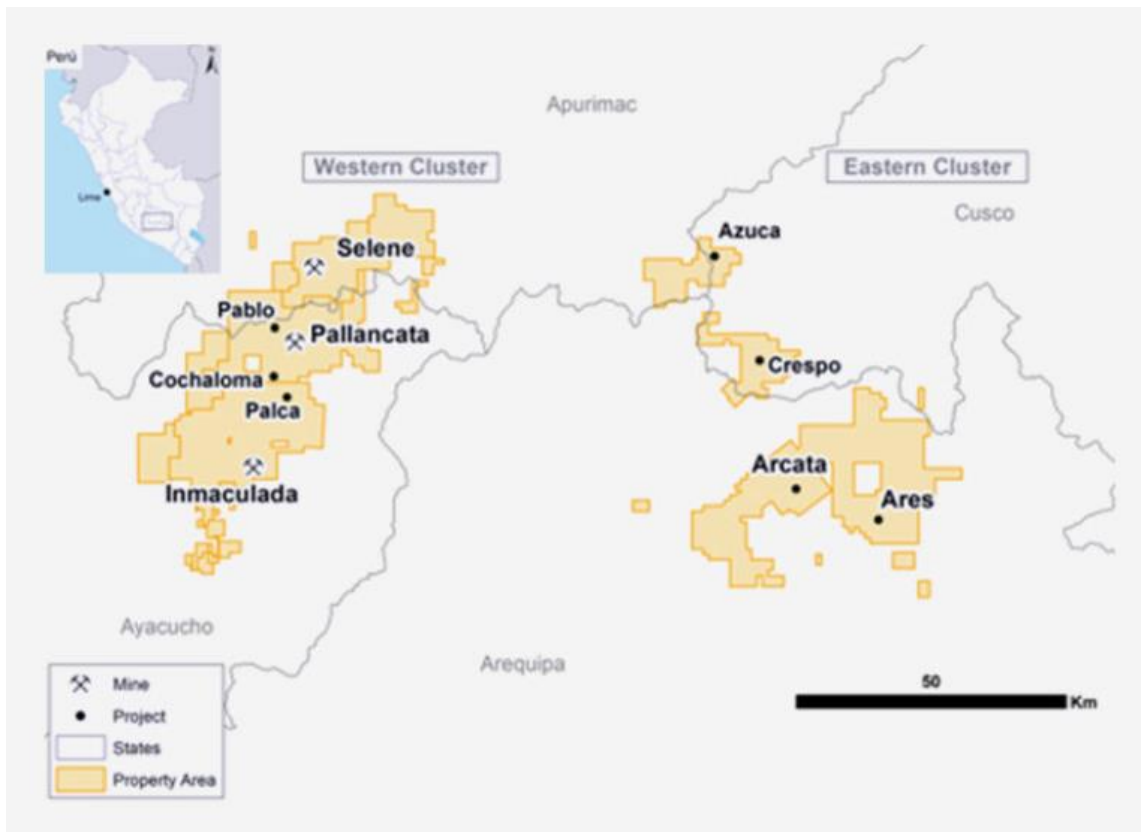 Perú
N
Lima
Apurimac
Western Cluster
Eastern Cluster
Cusco
Azuca
Selene
Pablo
Pallancata
Crespo
Cochaloma
Palca
Arcata
Inmaculada
Ares
Ayacucho
Arequipa
50
Km
Mine
Project
States
Property Area